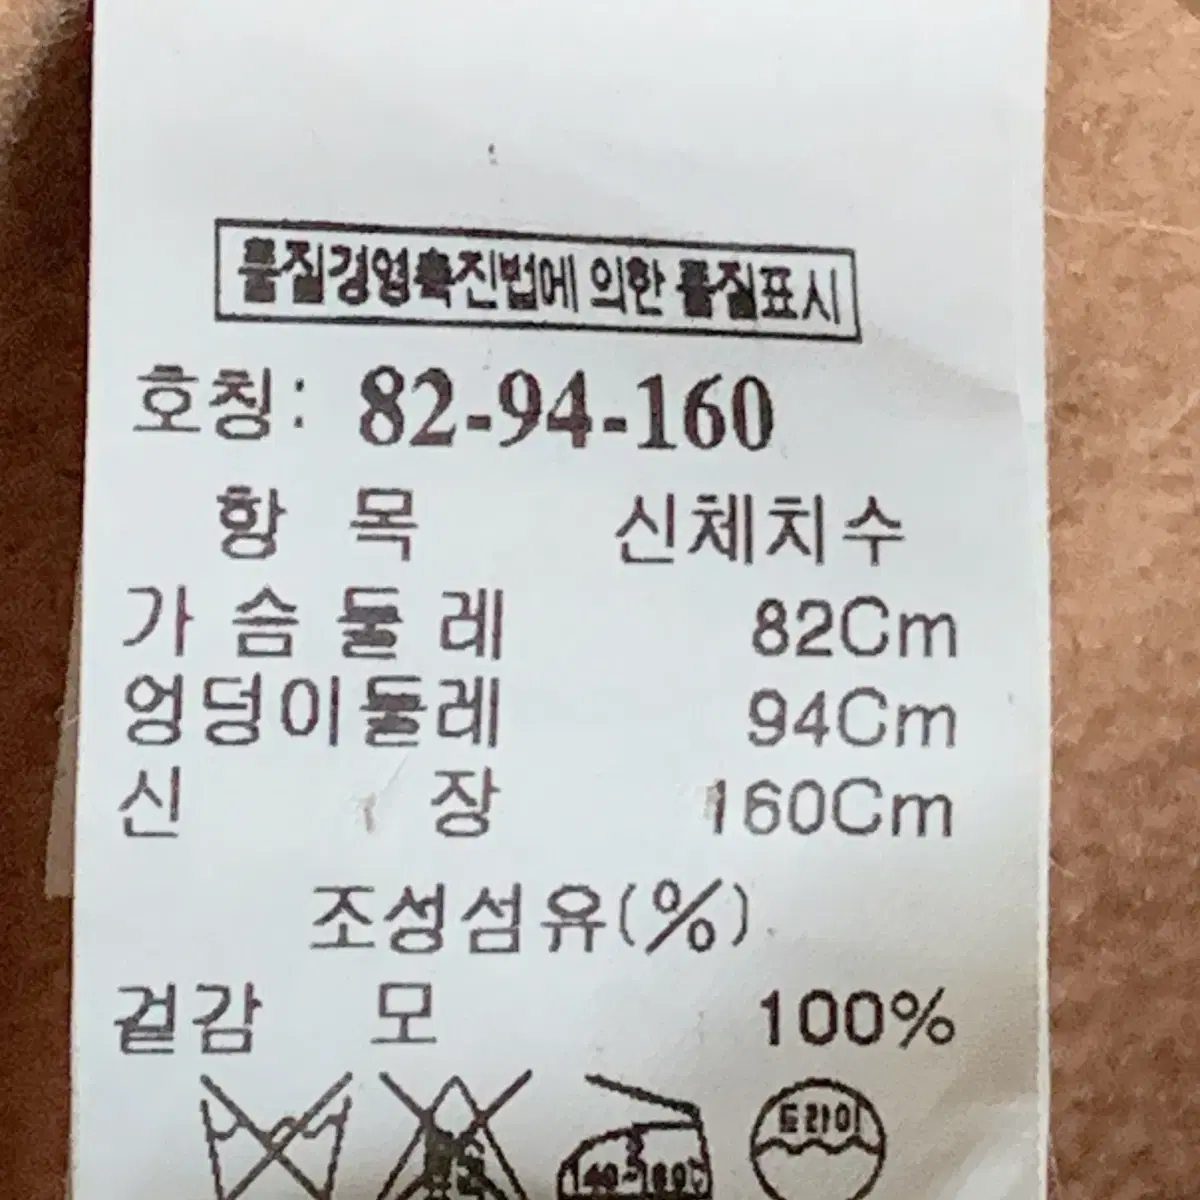 품질경영촉진법에 의한 품질표시
호칭: 82-94-160
항 목 신체치수
가 슴 둘 레 82Cm
엉덩이둘레 94Cm
신 장 160Cm
조성섬유(%)
겉감 모 100%
드라이